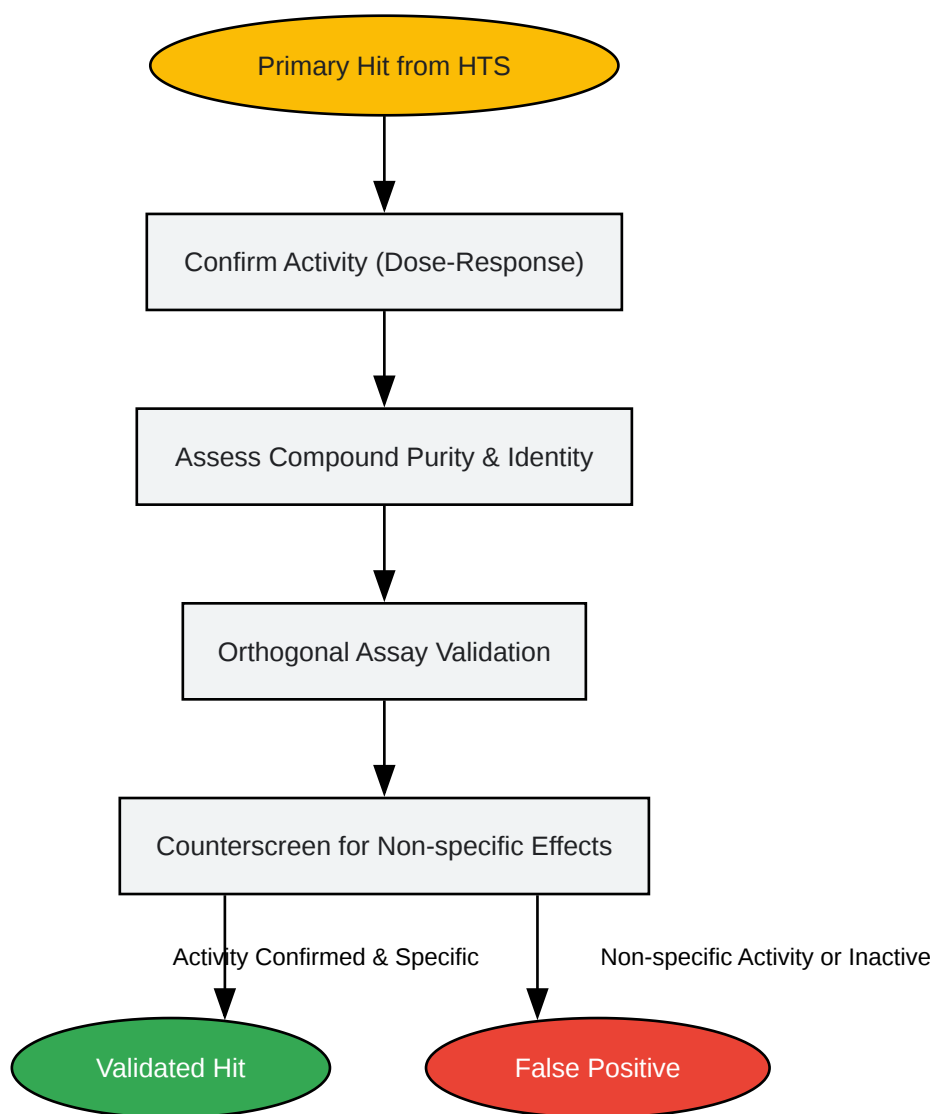 Primary Hit from HTS
Confirm Activity (Dose-Response)
Assess Compound Purity & Identity
Orthogonal Assay Validation
Counterscreen for Non-specific Effects
Activity Confirmed & Specific
Non-specific Activity or Inactive
Validated Hit
False Positive